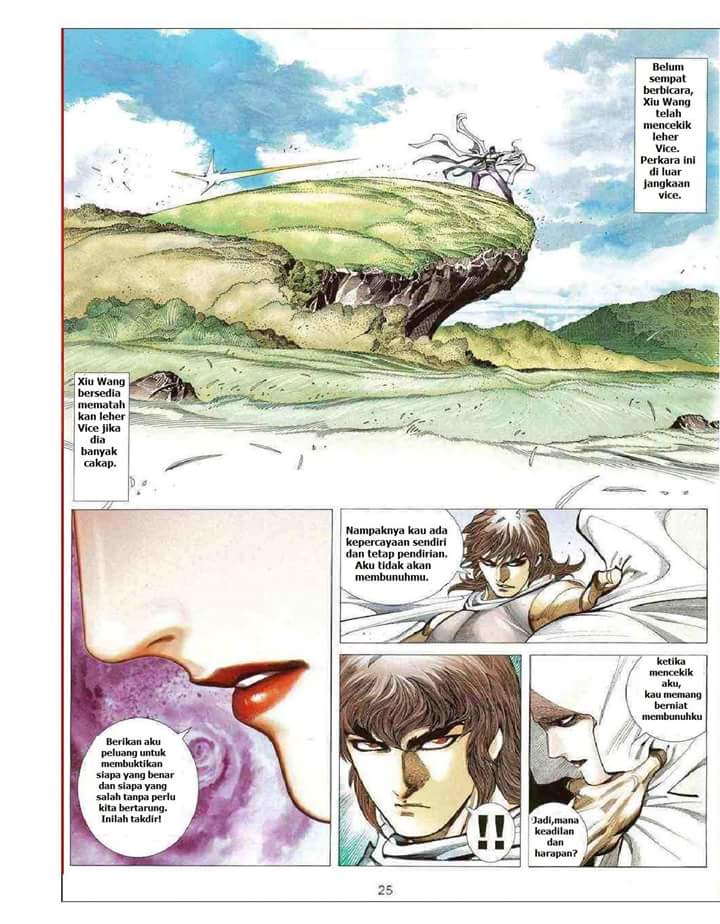 Belum
sempat
berbicara,
Xiu Wang
telah
mencekik
leher
Vice.
Perkara ini
di luar
jangkaan
vice.
Xiu Wang
bersedia
mematah
kan leher
Vice jika
dia
banyak
cakap.
Berikan aku
peluang untuk
membuktikan
siapa yang benar
dan siapa yang
salah tanpa perlu
kita bertarung.
Inilah takdir!
Nampaknya kau ada
kepercayaan sendiri
dan tetap pendirian.
Aku tidak akan
membunuhmu.
!!
ketika
mencekik
aku,
kau memang
berniat
membunuhku
Jadi,mana
keadilan
dan
harapan?
25